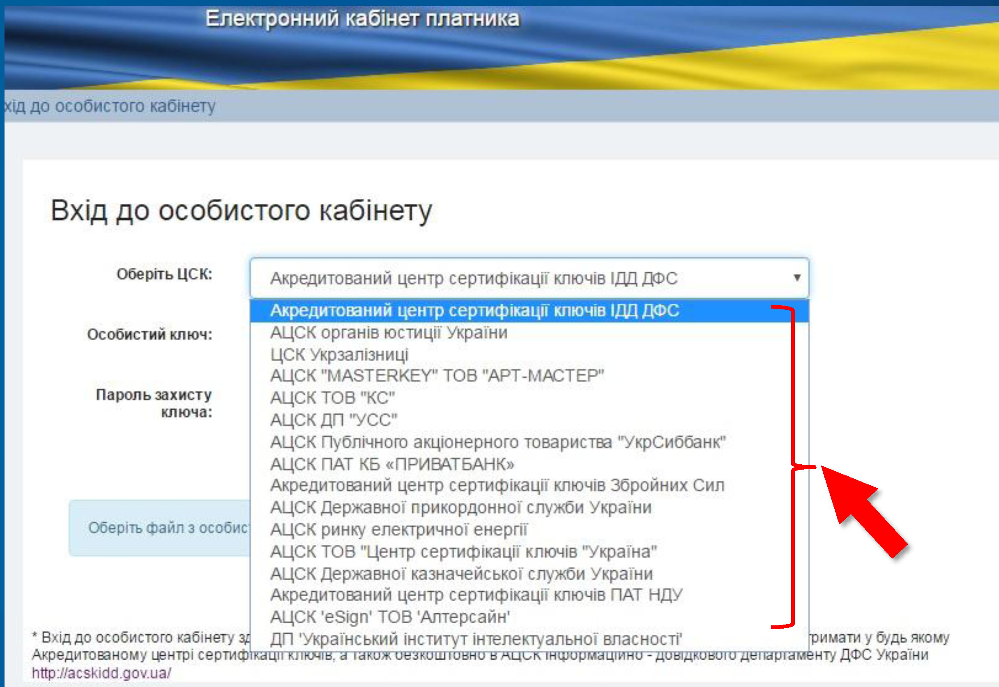 Електронний кабінет платника
хід до особистого кабінету
Вхід до особистого кабінету
Оберіть ЦСК:
Акредитований центр сертифікації ключів ІДД ДФС
Акредитований центр сертифікації ключів ІДД ДФС
АЦСК органів юстиції України
Особистий ключ:
ЦСК Укрзалізниці
АЦСК "MASTERKEY" ТОВ "АРТ-МАСТЕР"
Пароль захисту
ключа:
АЦСК ТОВ "КС"
АЦСК ДП "УСС"
АЦСК Публічного акціонерного товариства "УкрСиббанк"
АЦСК ПАТ КБ «ПРИВАТБАНК»
Акредитований центр сертифікації ключів Збройних Сил
АЦСК Державної прикордонної служби України
Оберіть файл з особис
АЦСК ринку електричної енергії
АЦСК ТОВ "Центр сертифікації ключів "Україна"
АЦСК Державної казначейської служби України
Акредитований центр сертифікації ключів ПАТ НДУ
АЦСК 'eSign' ТОВ 'Алтерсайн'
ДП 'Український інститут інтелектуальної власності'
* Вхід до особистого кабінету зд римати у будь якому
Акредитованому центрі сертифікації ключів, а також безкоштовно в АЦСК Інформаційно - довідкового департаменту ДФС України
http://acskidd.gov.ua/